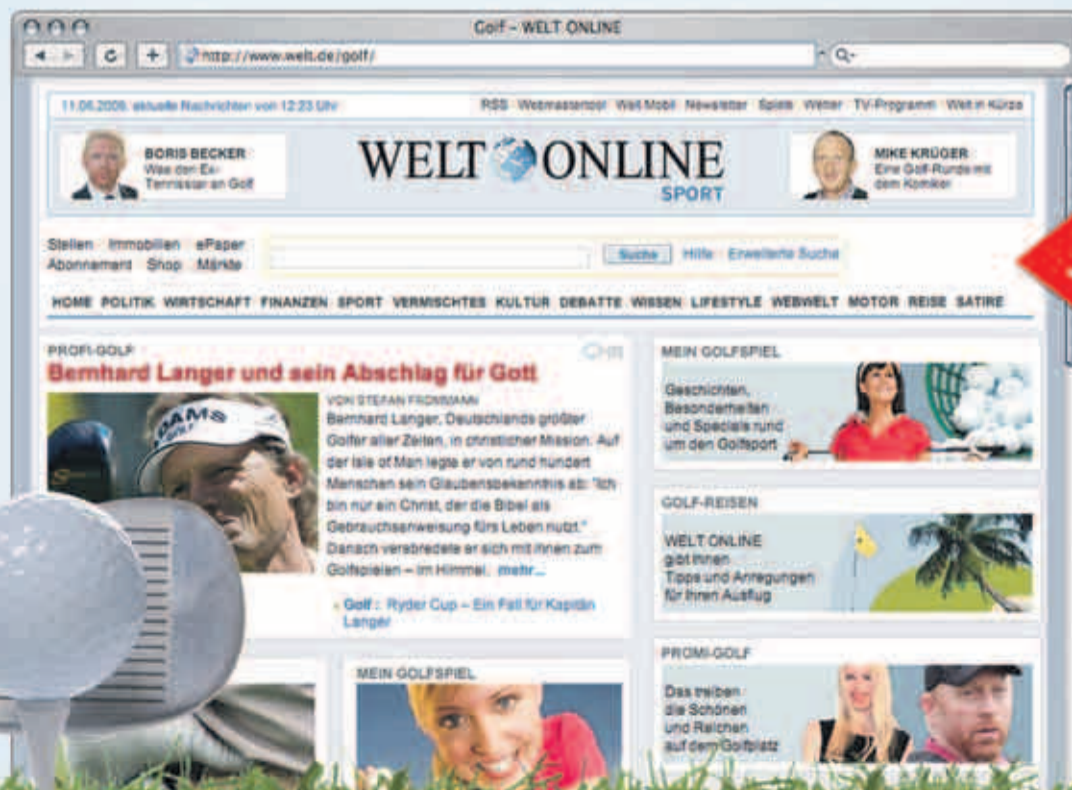 Golf – WELT ONLINE
http://www.welt.de/golf/
aktuelle Nachrichten von 12:23 Uhr
RSS Webmastertool Welt Mobil Newsletter Spiele Wetter TV-Programm Welt in Kürze
BORIS BECKER
Was den Ex-
Tennisstar an Golf
WELT ONLINE
SPORT
MIKE KRÜGER
Eine Golf-Runde mit
dem Komiker
Stellen Immobilien ePaper
Abonnement Shop Märkte
Suche Hilfe Erweiterte Suche
HOME POLITIK WIRTSCHAFT FINANZEN SPORT VERMISCHTES KULTUR DEBATTE WISSEN LIFESTYLE WEBWELT MOTOR REISE SATIRE
PROFI-GOLF
Bernhard Langer und sein Abschlag für Gott
VON STEFAN FROMMANN
Bernhard Langer, Deutschlands größter
Golfer aller Zeiten, in christlicher Mission. Auf
der Isle of Man legte er von rund hundert
Menschen sein Glaubensbekenntnis ab: "Ich
bin nur ein Christ, der die Bibel als
Gebrauchsanweisung fürs Leben nutzt."
Danach verabredete er sich mit ihnen zum
Golfspielen – im Himmel. mehr...
Golf : Ryder Cup – Ein Fall für Kapitän
Langer
ADAMS
MEIN GOLFSPIEL
Geschichten,
Besonderheiten
und Specials rund
um den Golfsport
GOLF-REISEN
WELT ONLINE
gibt Ihnen
Tipps und Anregungen
für Ihren Ausflug
MEIN GOLFSPIEL
PROMI-GOLF
Das treiben
die Schönen
und Reichen
auf dem Golfplatz